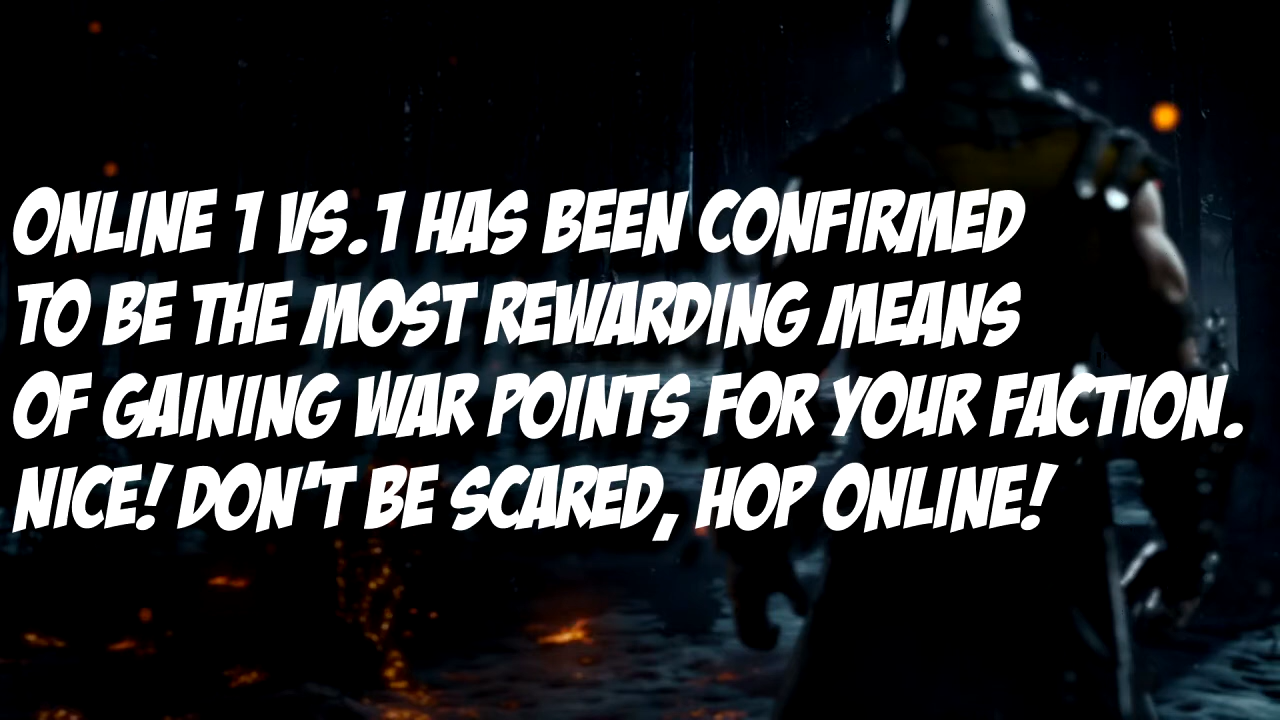 ONLINE 1 VS.1 HAS BEEN CONFIRMED
TO BE THE MOST REWARDING MEANS
OF GAINING WAR POINTS FOR YOUR FACTION.
NICE! DON'T BE SCARED, HOP ONLINE!